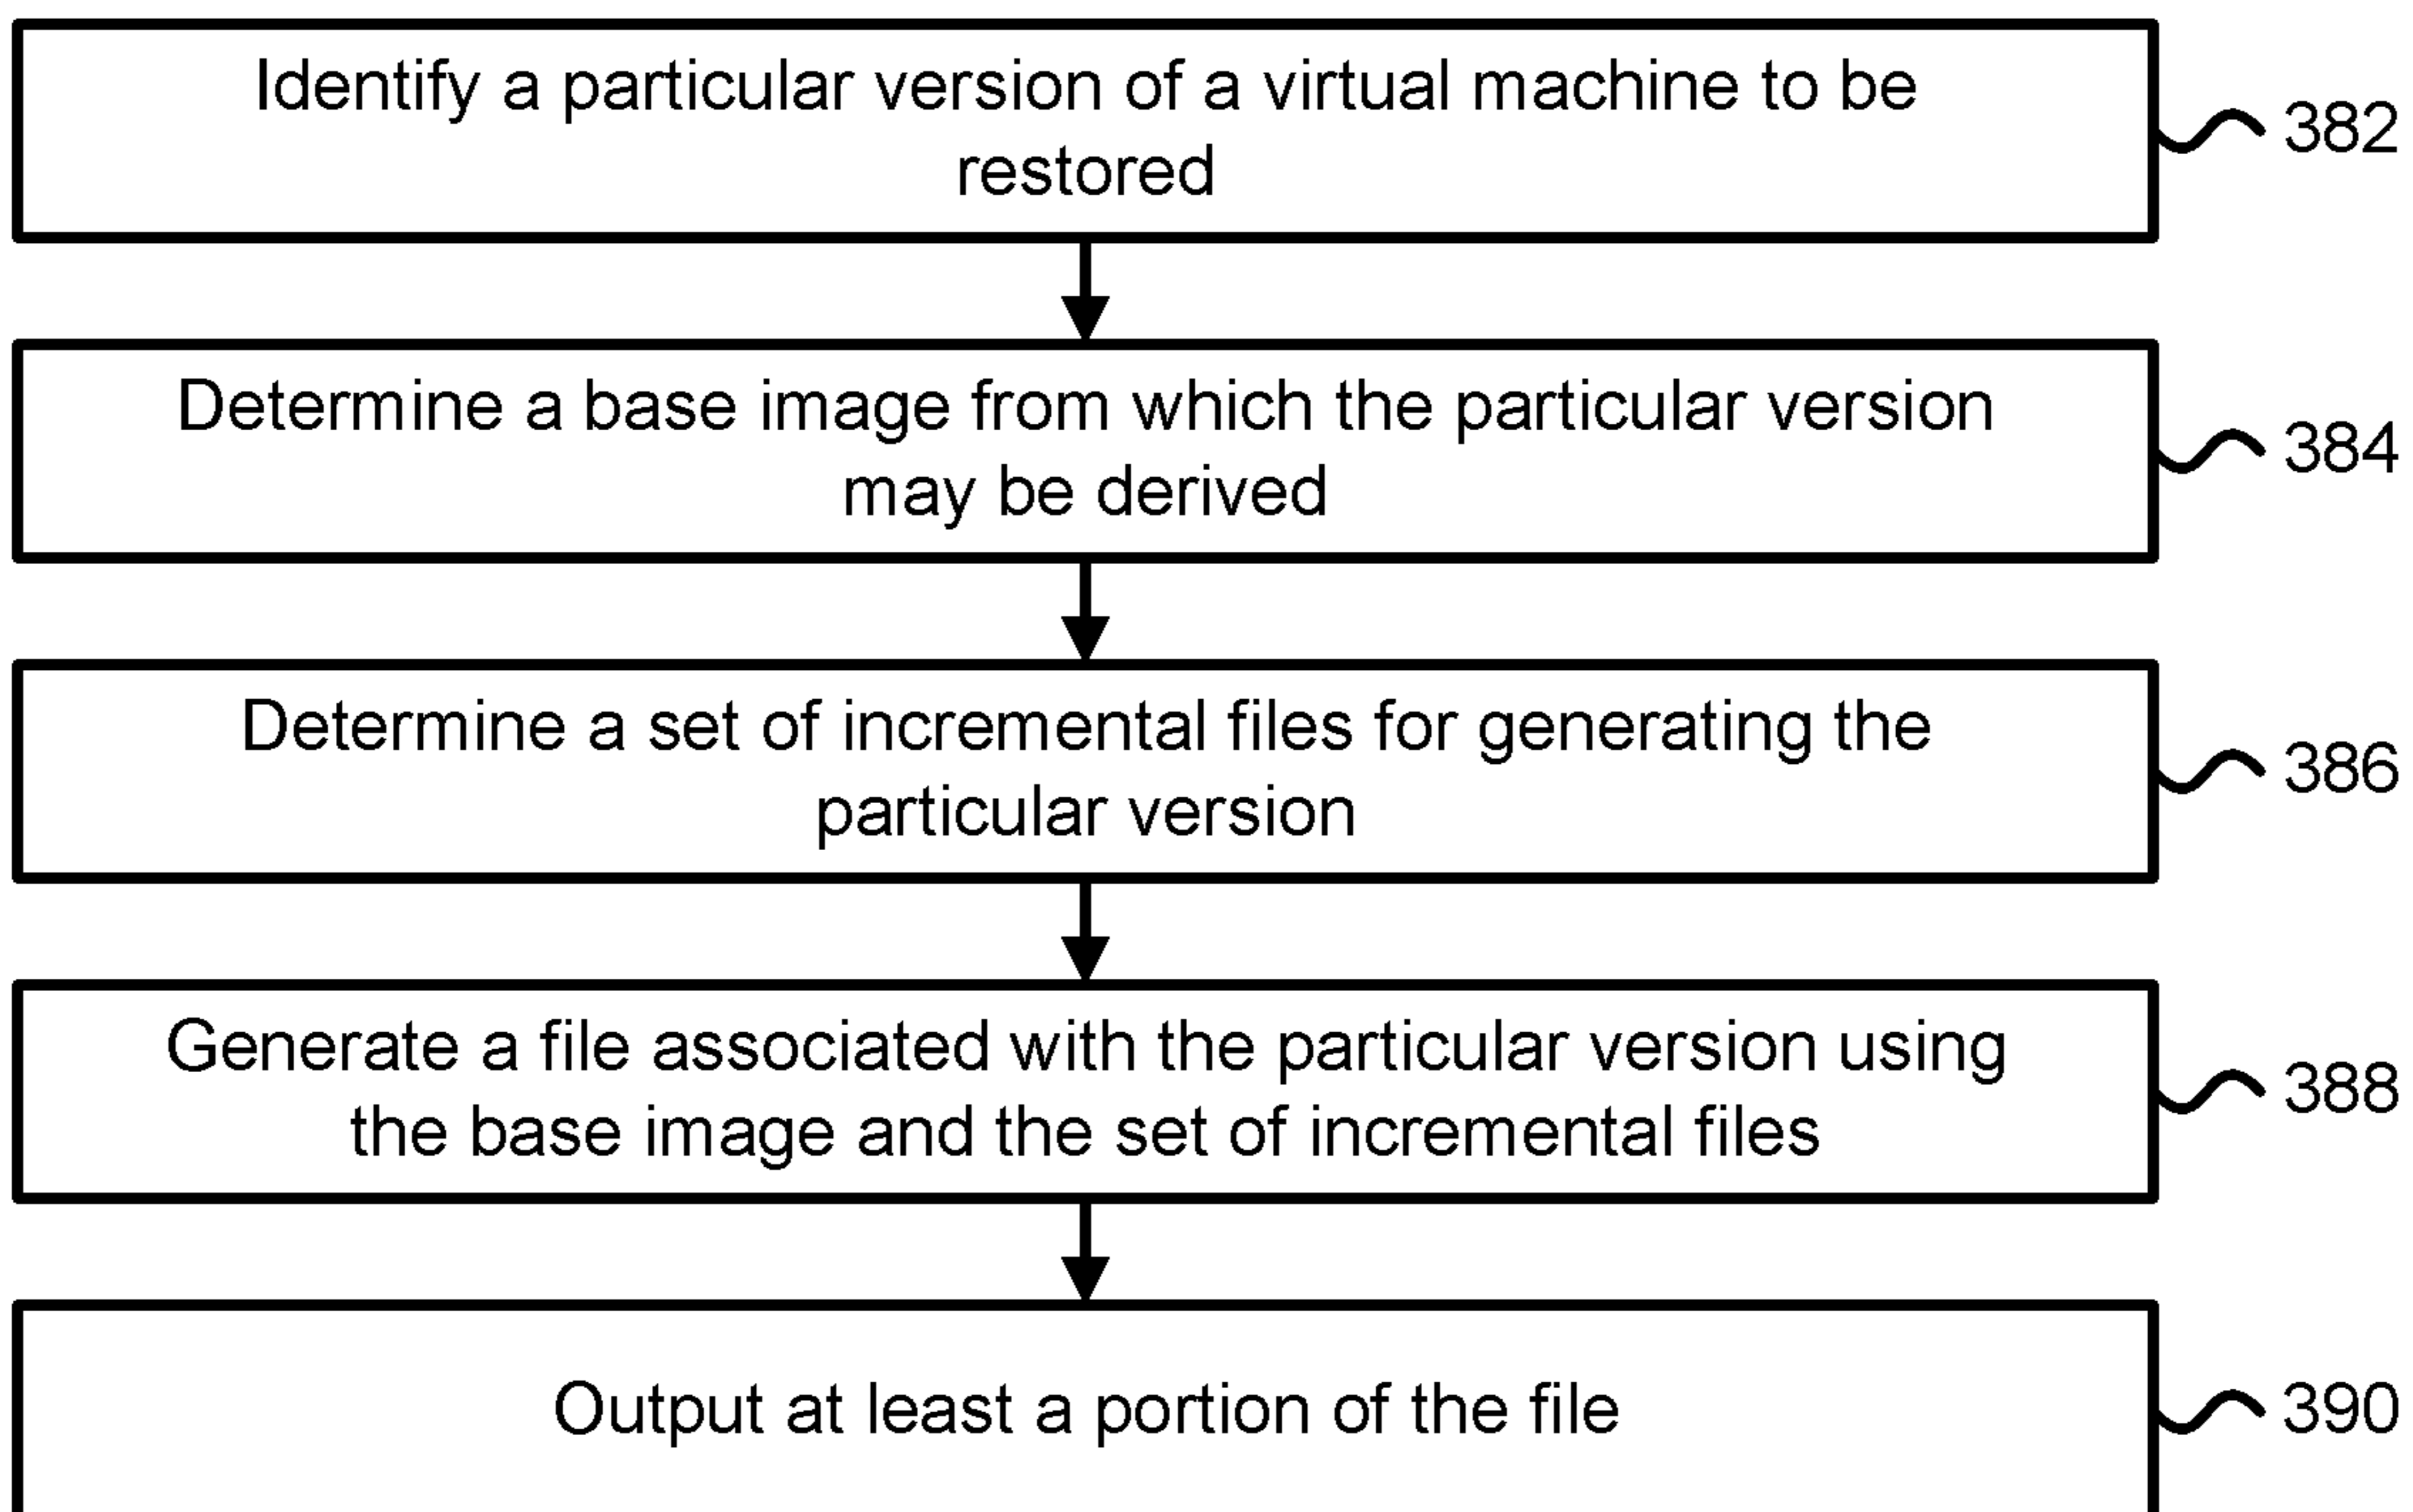 Identify a particular version of a virtual machine to be
restored
382
Determine a base image from which the particular version
may be derived
384
Determine a set of incremental files for generating the
particular version
386
Generate a file associated with the particular version using
the base image and the set of incremental files
388
Output at least a portion of the file
390